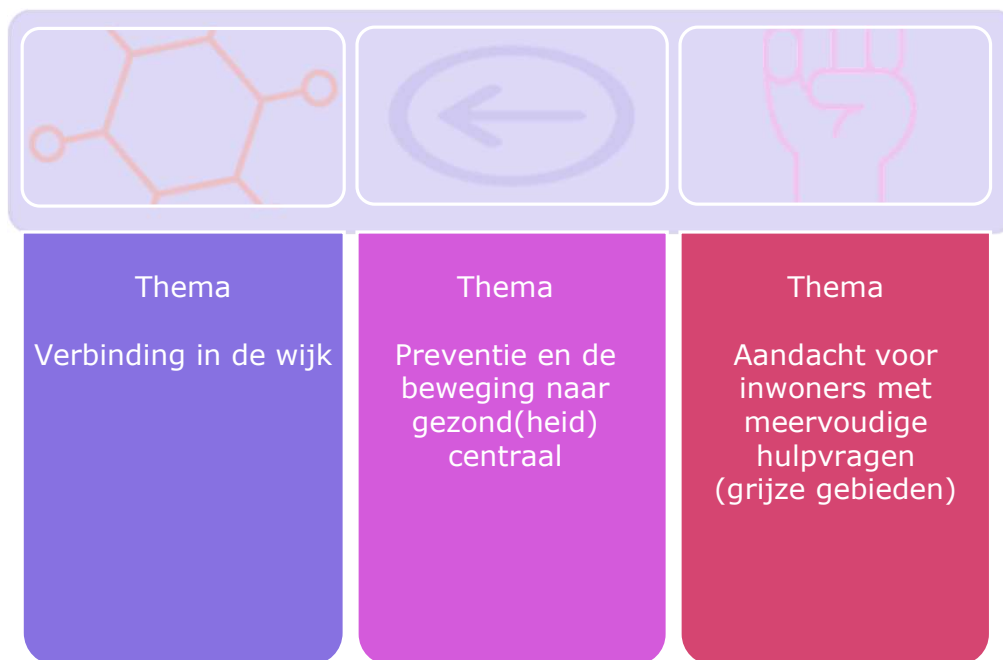 Thema
Verbinding in de wijk
Thema
Preventie en de
beweging naar
gezond(heid)
centraal
Thema
Aandacht voor
inwoners met
meervoudige
hulpvragen
(grijze gebieden)